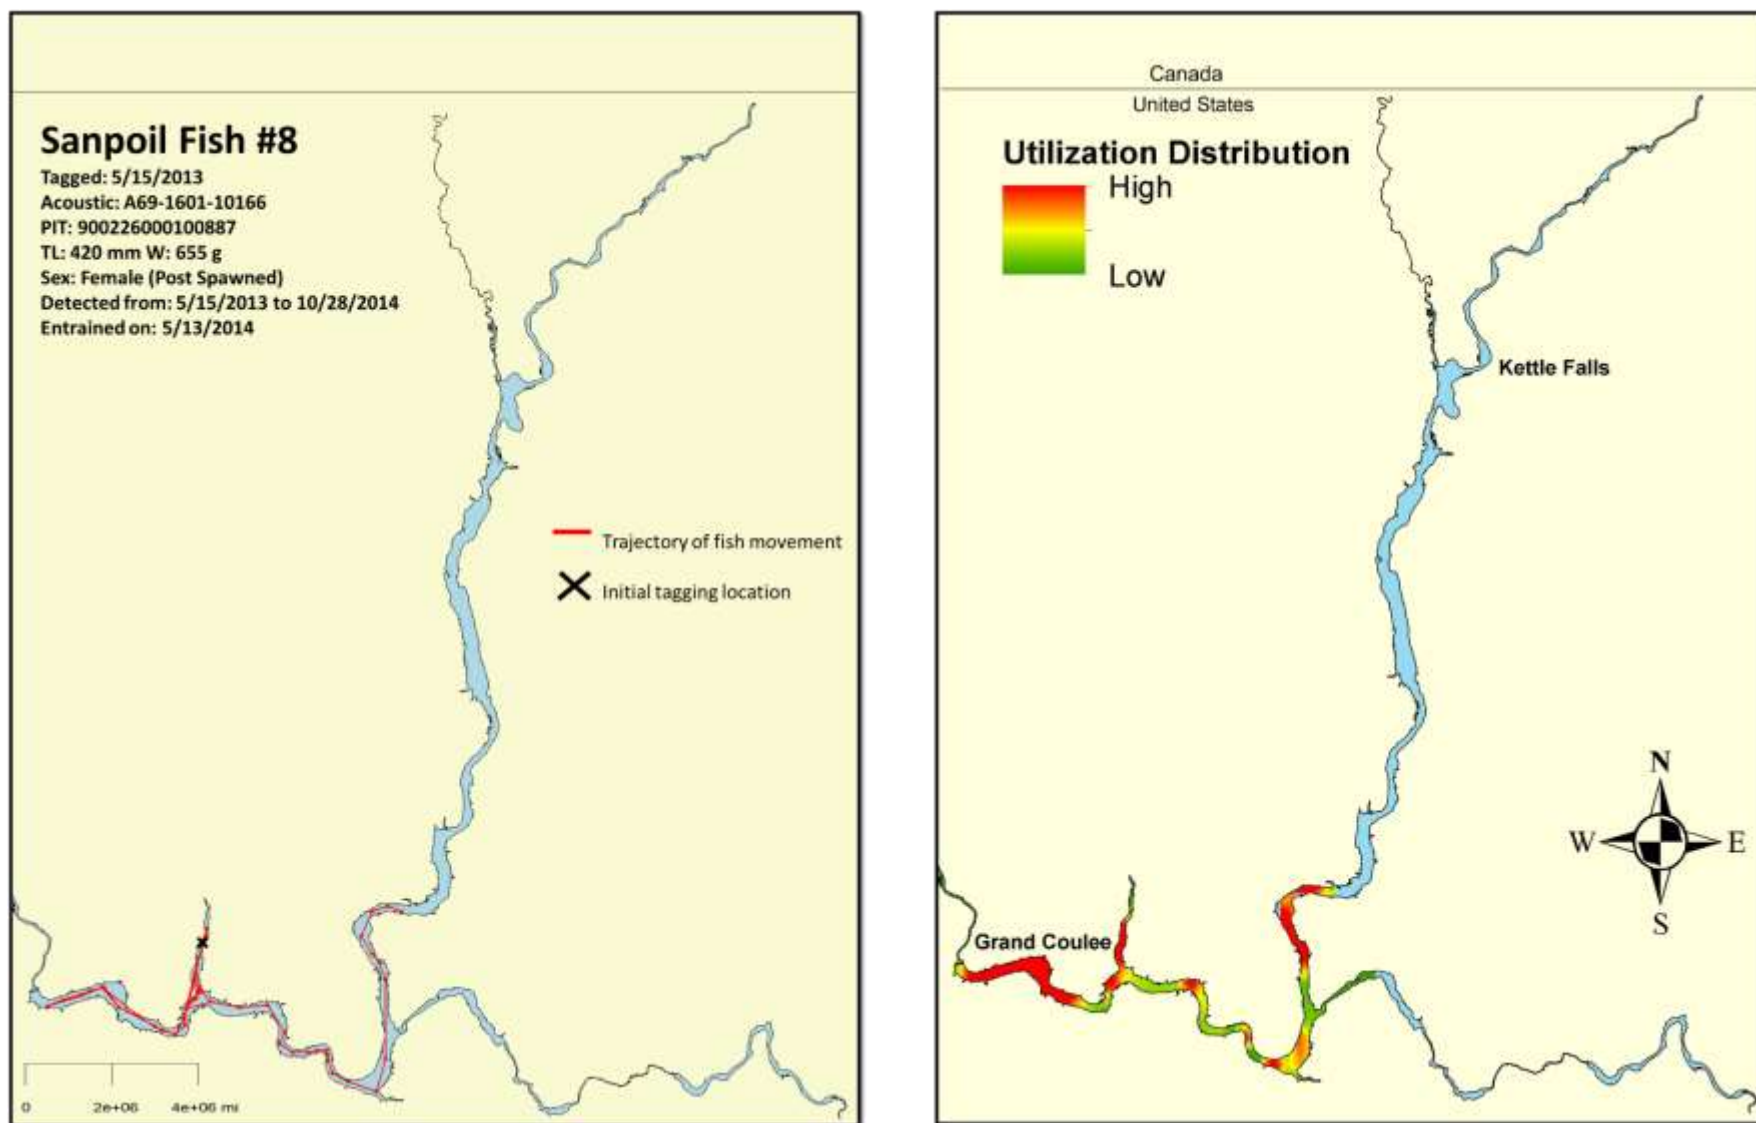 Sanpoil Fish #8
Tagged: 5/15/2013
Acoustic: A69-1601-10166
PIT: 900226000100887
TL: 420 mm W: 655 g
Sex: Female (Post Spawned)
Detected from: 5/15/2013 to 10/28/2014
Entrained on: 5/13/2014
Trajectory of fish movement
Initial tagging location
0 2e+06 4e+06 mi
Canada
United States
Utilization Distribution
High
Low
Kettle Falls
Grand Coulee
N
W E
S